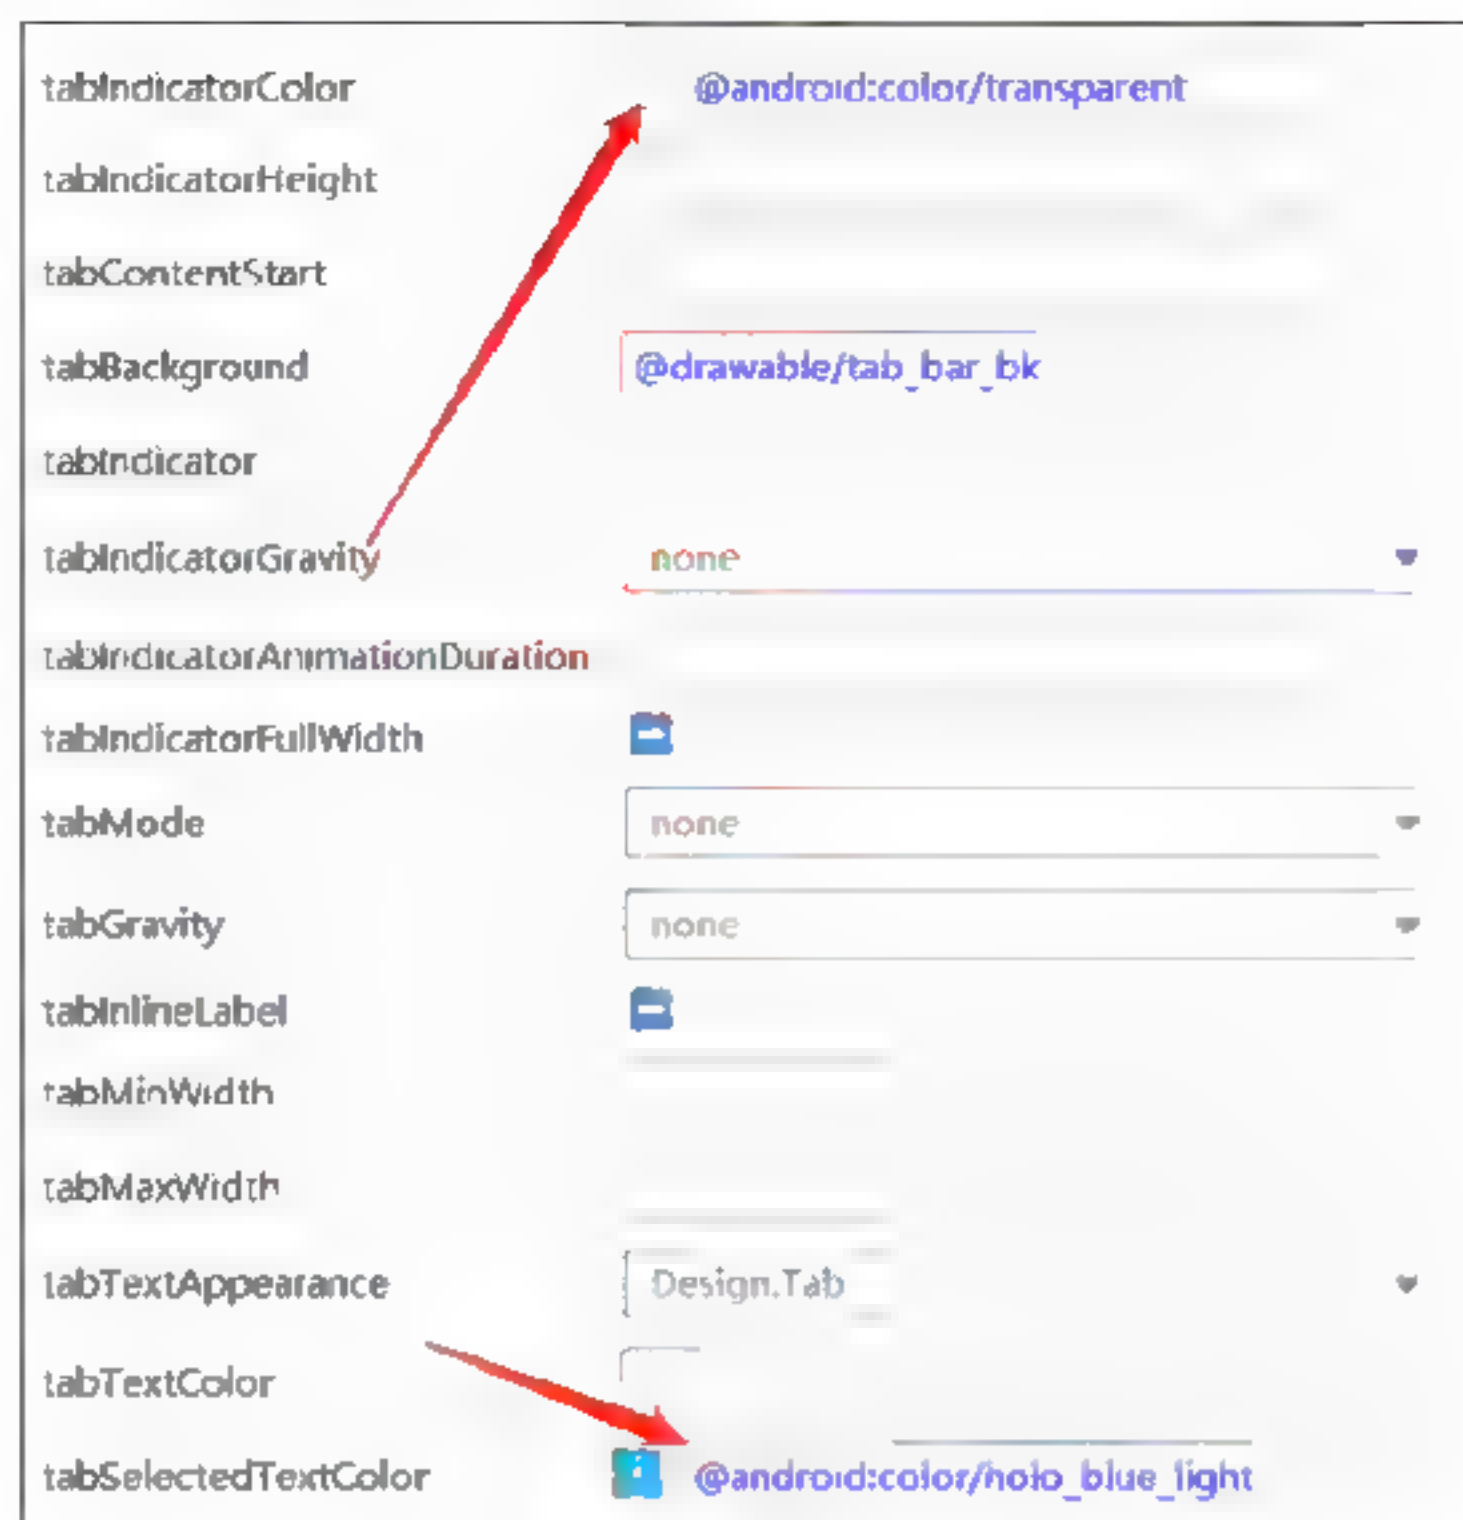 tabIndicatorColor @android:color/transparent
tabIndicatorHeight
tabContentStart
tabBackground @drawable/tab_bar_bk
tabIndicator
tabIndicatorGravity none
tabIndicatorAnimationDuration
tabIndicatorFullWidth
tabMode none
tabGravity none
tabInlineLabel
tabMinWidth
tabMaxWidth
tabTextAppearance Design.Tab
tabTextColor
tabSelectedTextColor @android:color/holo_blue_light